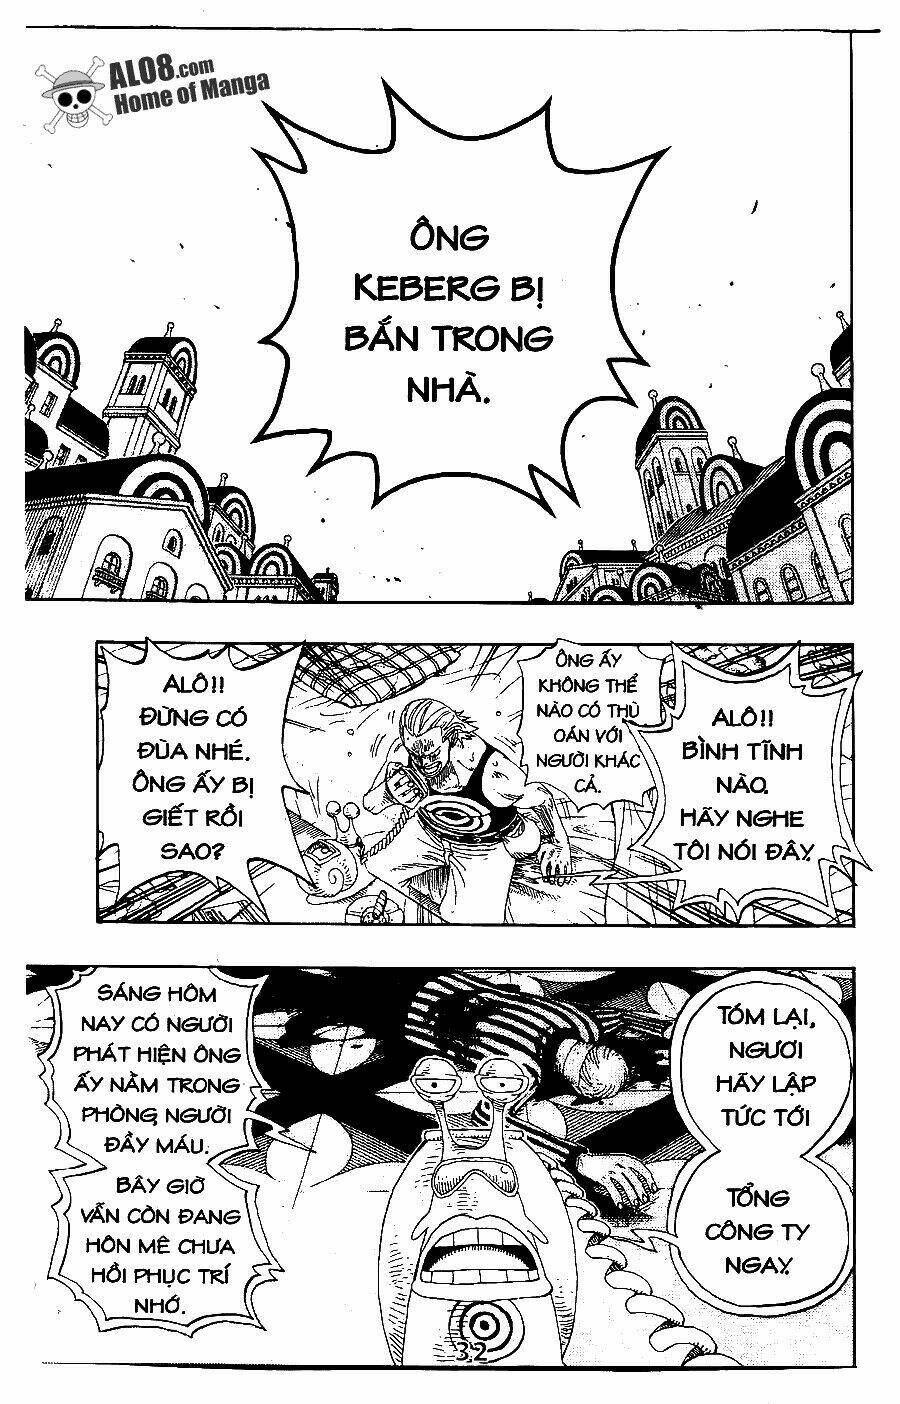 AL08.com
Home of Manga
ÔNG
KEBERG BỊ
BẮN TRONG
NHÀ.
ALÔ!!
ĐỪNG CÓ
ĐÙA NHÉ.
ÔNG ẤY BỊ
GIẾT RỒI
SAO?
ÔNG ẤY
KHÔNG THỂ
NÀO CÓ THÙ
OÁN VỚI
NGƯỜI KHÁC
CẢ.
ALÔ!!
BÌNH TĨNH
NÀO.
HÃY NGHE
TÔI NÓI ĐÂY.
SÁNG HÔM
NAY CÓ NGƯỜI
PHÁT HIỆN ÔNG
ẤY NẰM TRONG
PHÒNG, NGƯỜI
ĐẦY MÁU.
BÂY GIỜ
VẪN CÒN ĐANG
HÔN MÊ CHƯA
HỒI PHỤC TRÍ
NHỚ.
TÓM LẠI,
NGƯƠI
HÃY LẬP
TỨC TỚI
TỔNG
CÔNG TY
NGAY.
32